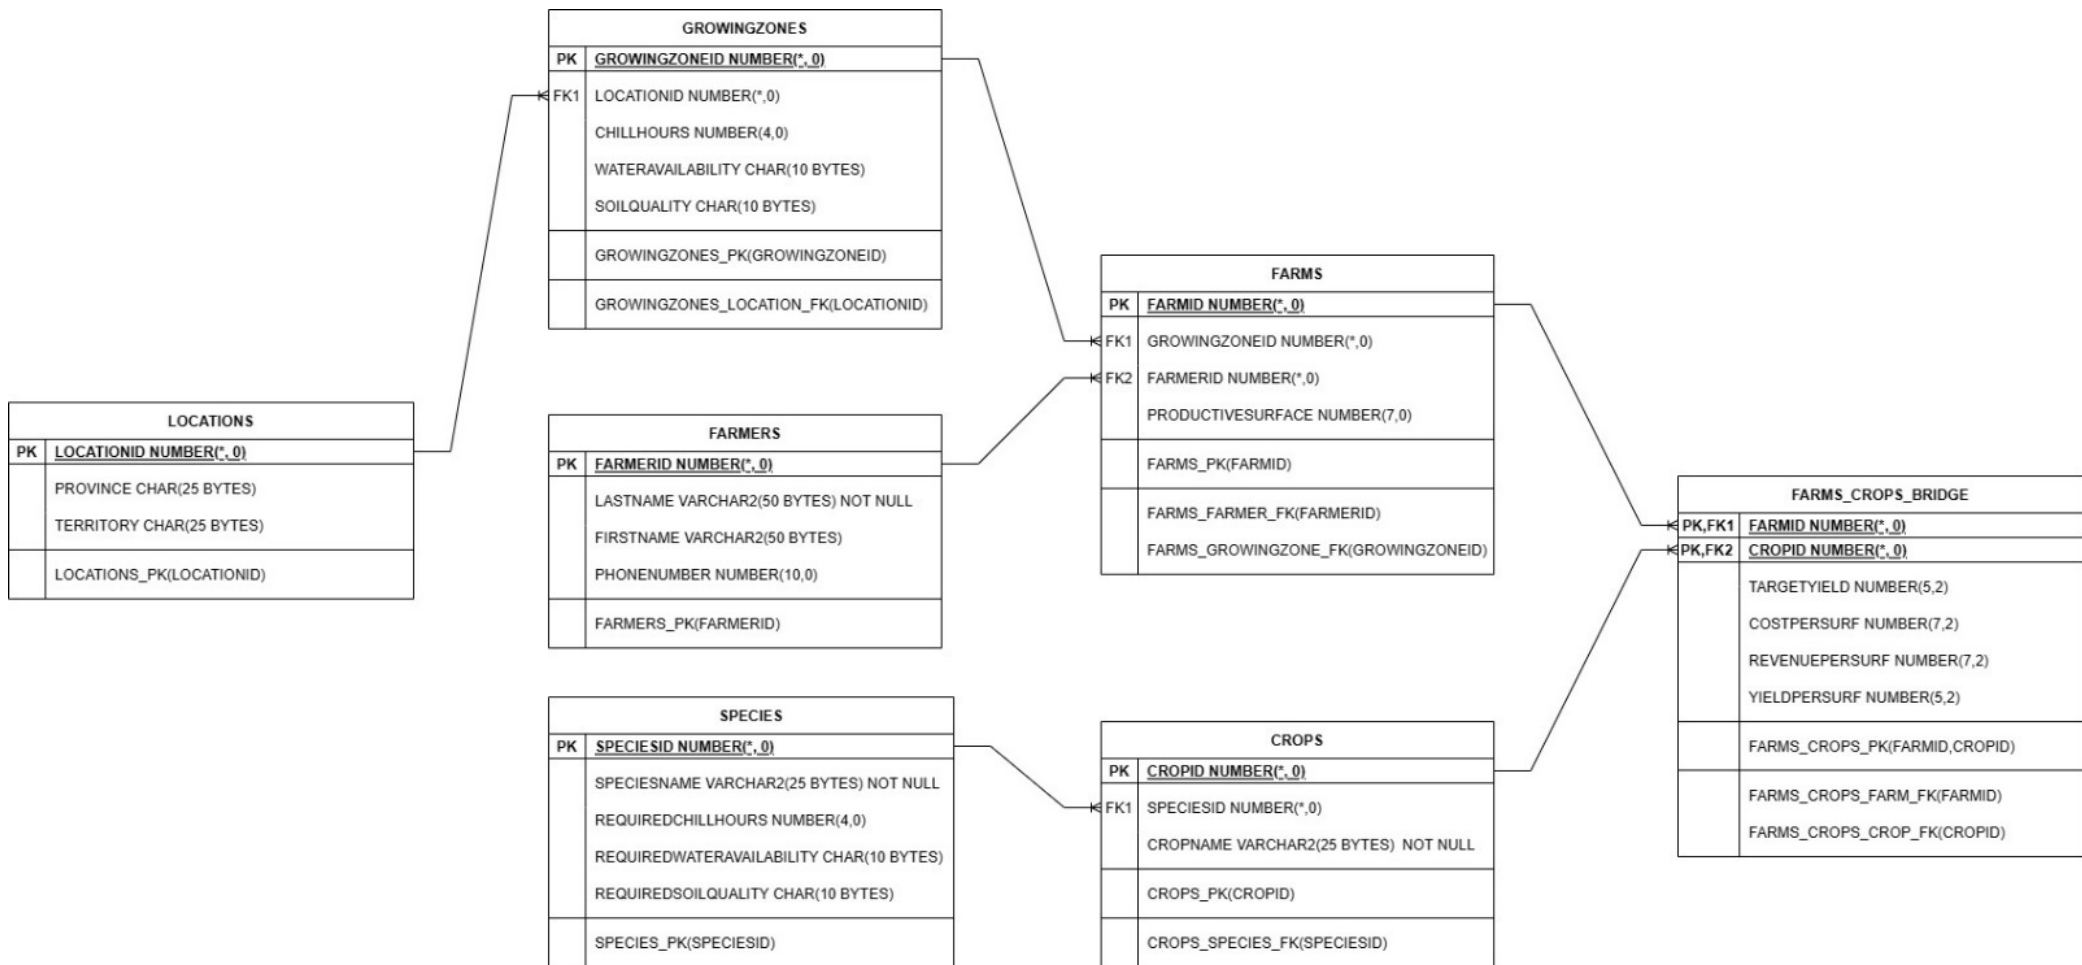 GROWINGZONES
PK GROWINGZONEID NUMBER(*, 0)
FK1 LOCATIONID NUMBER(*,0)
CHILLHOURS NUMBER(4,0)
WATERAVAILABILITY CHAR(10 BYTES)
SOILQUALITY CHAR(10 BYTES)
GROWINGZONES_PK(GROWINGZONEID)
GROWINGZONES_LOCATION_FK(LOCATIONID)
LOCATIONS
PK LOCATIONID NUMBER(*, 0)
PROVINCE CHAR(25 BYTES)
TERRITORY CHAR(25 BYTES)
LOCATIONS_PK(LOCATIONID)
FARMERS
PK FARMERID NUMBER(*, 0)
LASTNAME VARCHAR2(50 BYTES) NOT NULL
FIRSTNAME VARCHAR2(50 BYTES)
PHONENUMBER NUMBER(10,0)
FARMERS_PK(FARMERID)
SPECIES
PK SPECIESID NUMBER(*, 0)
SPECIESNAME VARCHAR2(25 BYTES) NOT NULL
REQUIREDCHILLHOURS NUMBER(4,0)
REQUIREDWATERAVAILABILITY CHAR(10 BYTES)
REQUIREDSOILQUALITY CHAR(10 BYTES)
SPECIES_PK(SPECIESID)
FARMS
PK FARMID NUMBER(*, 0)
FK1 GROWINGZONEID NUMBER(*,0)
FK2 FARMERID NUMBER(*,0)
PRODUCTIVESURFACE NUMBER(7,0)
FARMS_PK(FARMID)
FARMS_FARMER_FK(FARMERID)
FARMS_GROWINGZONE_FK(GROWINGZONEID)
CROPS
PK CROPID NUMBER(*, 0)
FK1 SPECIESID NUMBER(*,0)
CROPNAME VARCHAR2(25 BYTES) NOT NULL
CROPS_PK(CROPID)
CROPS_SPECIES_FK(SPECIESID)
FARMS_CROPS_BRIDGE
PK,FK1 FARMID NUMBER(*, 0)
PK,FK2 CROPID NUMBER(*, 0)
TARGETYIELD NUMBER(5,2)
COSTPERSURF NUMBER(7,2)
REVENUEPERSURF NUMBER(7,2)
YIELDPERSURF NUMBER(5,2)
FARMS_CROPS_PK(FARMID,CROPID)
FARMS_CROPS_FARM_FK(FARMID)
FARMS_CROPS_CROP_FK(CROPID)